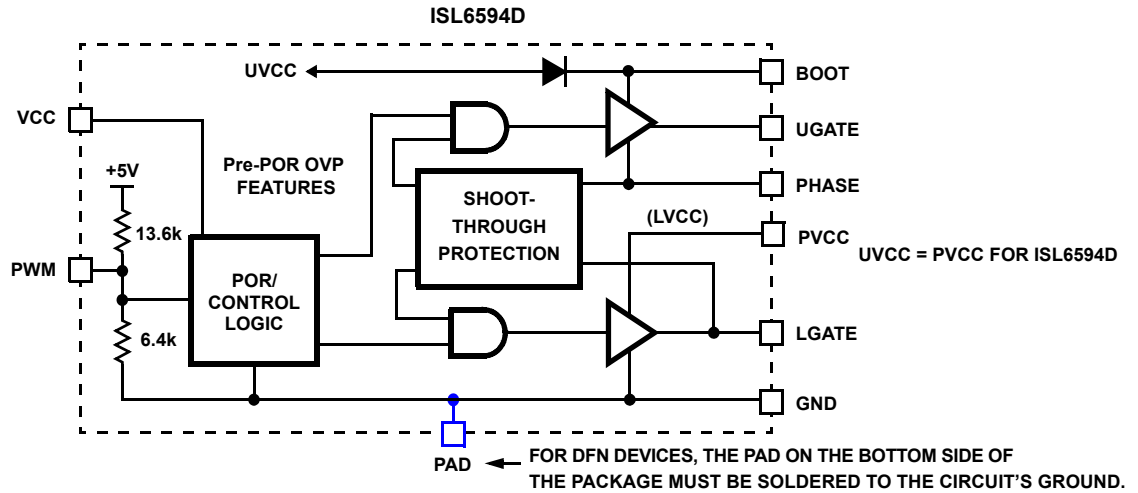 ISL6594D
UVCC
BOOT
VCC
UGATE
+5V
Pre-POR OVP
FEATURES
PHASE
SHOOT-
THROUGH
PROTECTION
(LVCC)
13.6k
PVCC
UVCC = PVCC FOR ISL6594D
PWM
POR/
CONTROL
LOGIC
6.4k
LGATE
GND
PAD
FOR DFN DEVICES, THE PAD ON THE BOTTOM SIDE OF
THE PACKAGE MUST BE SOLDERED TO THE CIRCUIT'S GROUND.